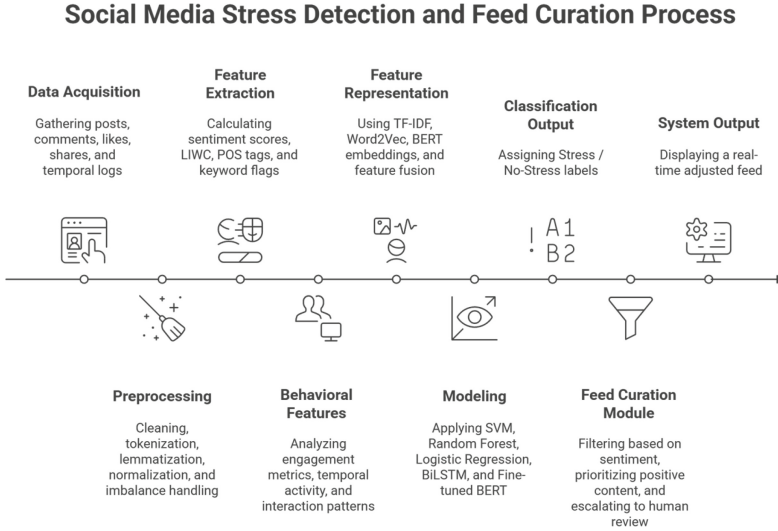 Social Media Stress Detection and Feed Curation Process
Data Acquisition
Gathering posts,
comments, likes,
shares, and
temporal logs
Feature
Extraction
Calculating
sentiment scores,
LIWC, POS tags, and
keyword flags
Feature
Representation
Using TF-IDF,
Word2Vec, BERT
embeddings, and
feature fusion
Classification
Output
Assigning Stress /
No-Stress labels
System Output
Displaying a real-
time adjusted feed
! A1
B2
Preprocessing
Cleaning,
tokenization,
lemmatization,
normalization, and
imbalance handling
Behavioral
Features
Analyzing
engagement
metrics, temporal
activity, and
interaction patterns
Modeling
Applying SVM,
Random Forest,
Logistic Regression,
BiLSTM, and Fine-
tuned BERT
Feed Curation
Module
Filtering based on
sentiment,
prioritizing positive
content, and
escalating to human
review